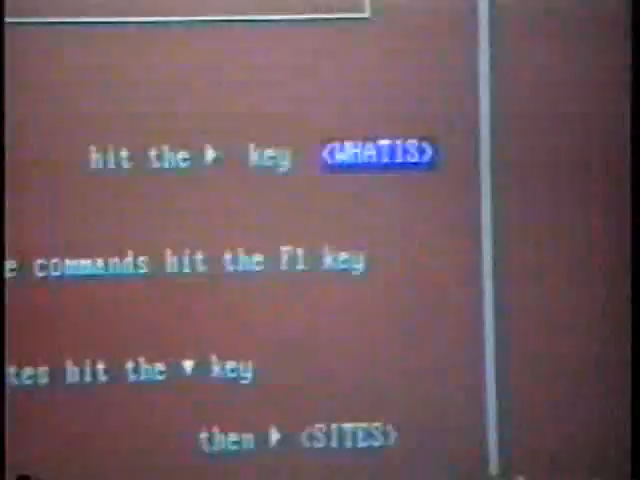 hit the ► key <WHATIS>
e commands hit the F1 key
tes hit the ▼ key
then ► <SITES>